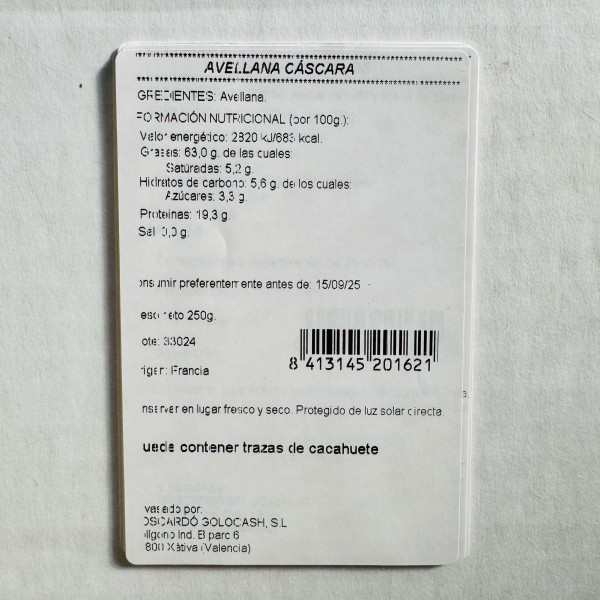 AVELLANA CÁSCARA
GREDIENTES: Avellana.
FORMACIÓN NUTRICIONAL (por 100g.):
Valor energético: 2820 kJ/683 kcal.
Grasas: 63,0 g. de las cuales:
Saturadas: 5,2 g.
Hidratos de carbono: 5,6 g. de los cuales:
Azúcares: 3,3 g.
Proteinas: 19,3 g.
Sal: 0,0 g.
nsumir preferentemente antes de: 15/09/25
eso neto 250g.
ote: 33024
rigen: Francia
8 413145 201621
nservar en lugar fresco y seco. Protegido de luz solar directa.
uede contener trazas de cacahuete
vasado por:
OSCARDÓ GOLOCASH, S.L
olígono Ind. B parc 6
800 Xàtiva (Valencia)